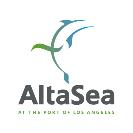 AltaSea
AT THE PORT OF LOS ANGELES